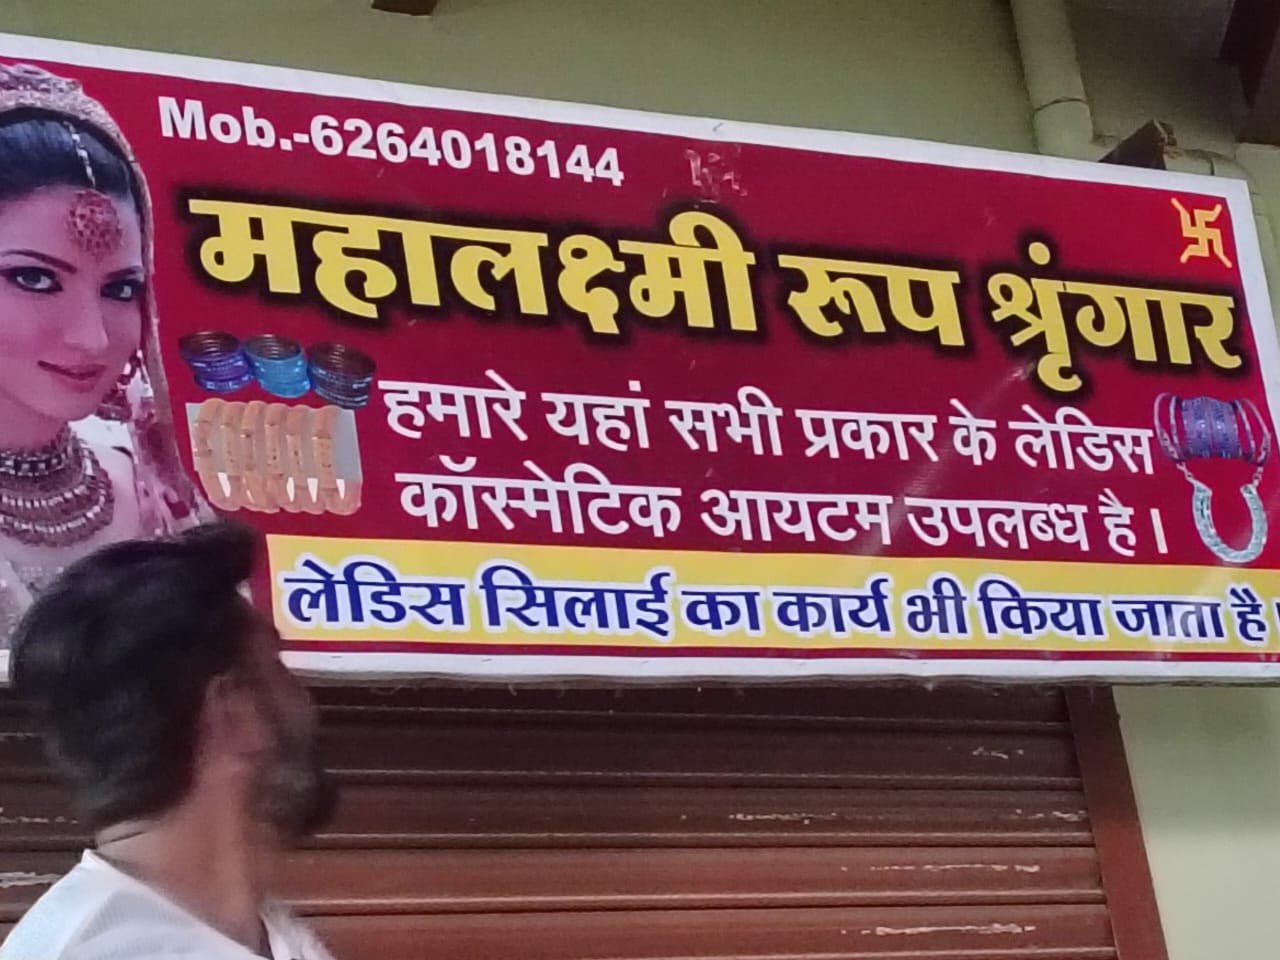 Mob.-6264018144
महालक्ष्मी रूप श्रृंगार
हमारे यहां सभी प्रकार के लेडिस
कॉस्मेटिक आयटम उपलब्ध है।
लेडिस सिलाई का कार्य भी किया जाता है।